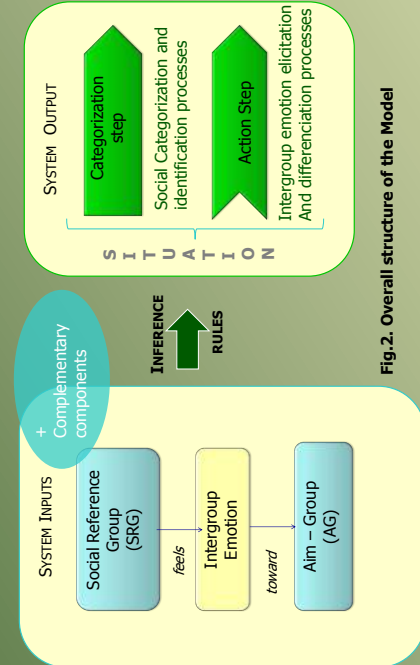 +
Complementary
components
SYSTEM INPUTS
Social Reference
Group
(SRG)
feels
Intergroup
Emotion
toward
Aim – Group
(AG)
INFERENCE
RULES
SYSTEM OUTPUT
SITUATION
Categorization
step
Social Categorization and
identification processes
Action Step
Intergroup emotion elicitation
And differenciation processes
Fig.2. Overall structure of the Model